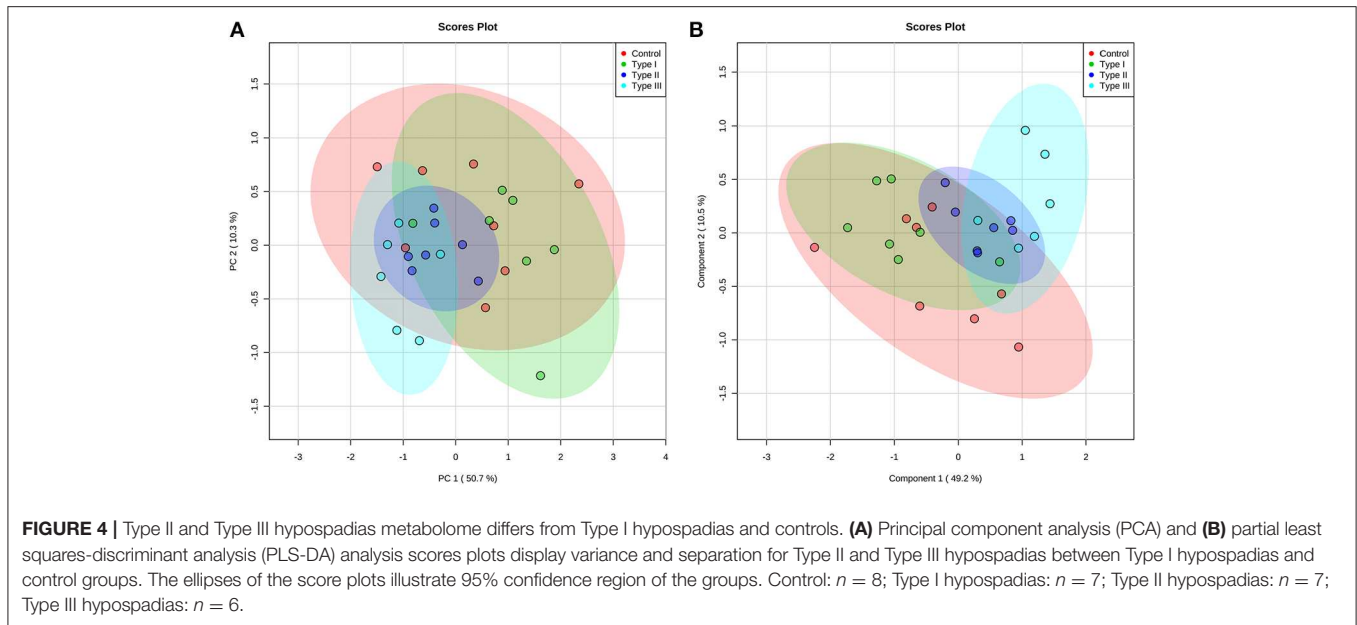 A
Scores Plot
Control
Type I
Type II
Type III
PC 2 ( 10.3 %)
1.5
1.0
0.5
0.0
-0.5
-1.0
-1.5
-3 -2 -1 0 1 2 3 4
PC 1 ( 50.7 %)
B
Scores Plot
Control
Type I
Type II
Type III
Component 2 ( 10.5 %)
1.5
1.0
0.5
0.0
-0.5
-1.0
-1.5
-3 -2 -1 0 1 2
Component 1 ( 49.2 %)
FIGURE 4 | Type II and Type III hypospadias metabolome differs from Type I hypospadias and controls. (A) Principal component analysis (PCA) and (B) partial least
squares-discriminant analysis (PLS-DA) analysis scores plots display variance and separation for Type II and Type III hypospadias between Type I hypospadias and
control groups. The ellipses of the score plots illustrate 95% confidence region of the groups. Control: n = 8; Type I hypospadias: n = 7; Type II hypospadias: n = 7;
Type III hypospadias: n = 6.